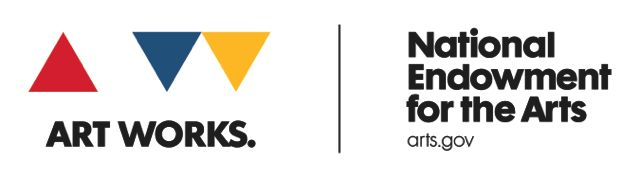 ART WORKS.
National
Endowment
for the Arts
arts.gov